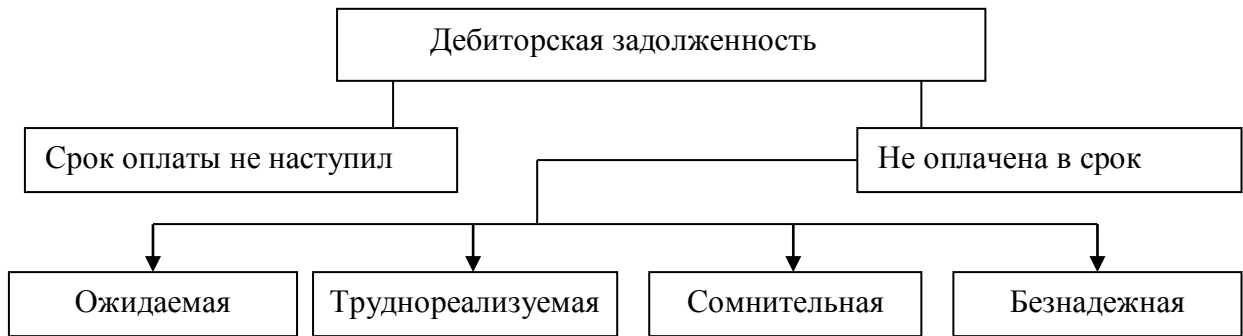 Дебиторская задолженность
Срок оплаты не наступил
Не оплачена в срок
Ожидаемая
Труднореализуемая
Сомнительная
Безнадежная